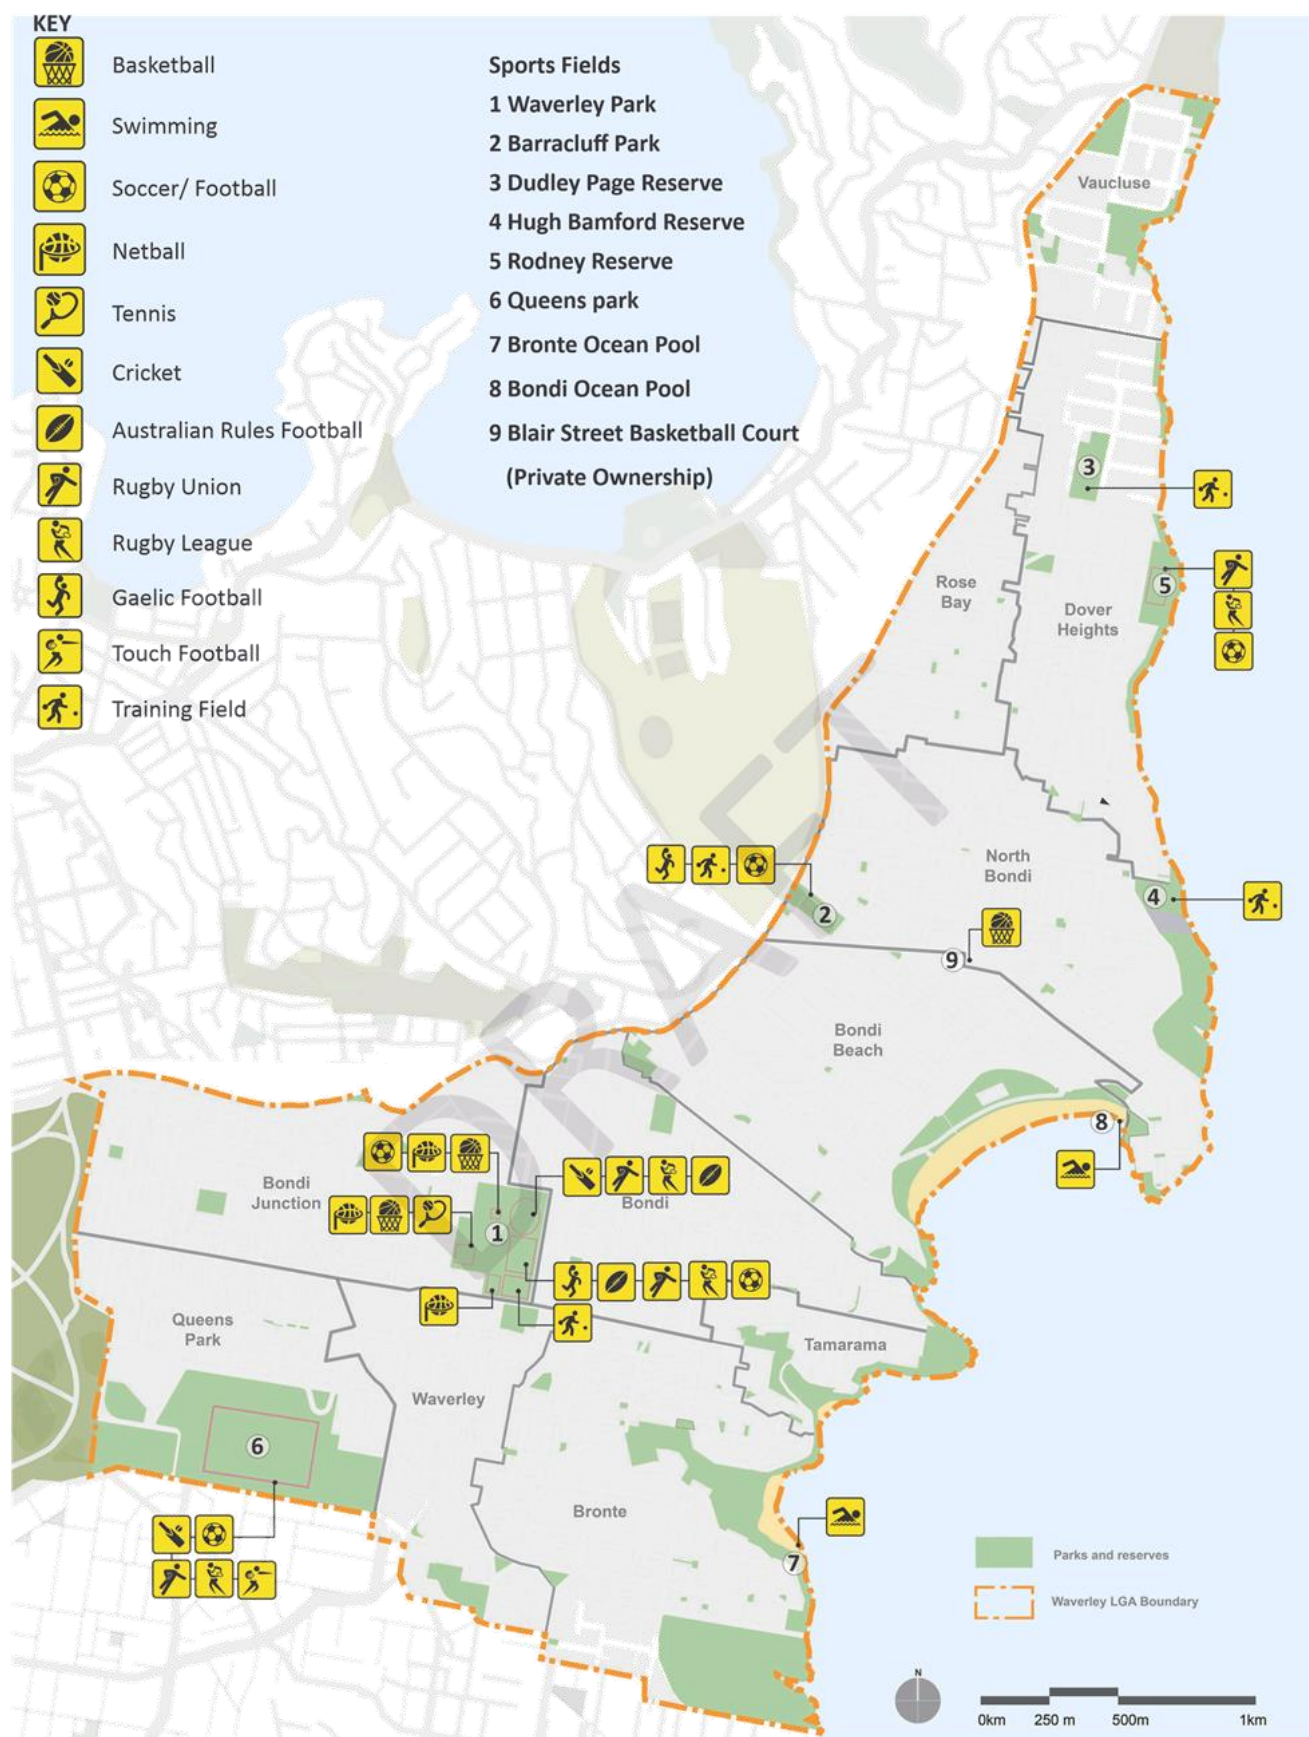 KEY
Basketball
Swimming
Soccer/ Football
Netball
Tennis
Cricket
Australian Rules Football
Rugby Union
Rugby League
Gaelic Football
Touch Football
Training Field
Sports Fields
1 Waverley Park
2 Barracluff Park
3 Dudley Page Reserve
4 Hugh Bamford Reserve
5 Rodney Reserve
6 Queens park
7 Bronte Ocean Pool
8 Bondi Ocean Pool
9 Blair Street Basketball Court
(Private Ownership)
Vaucluse
3
5
Rose
Bay
Dover
Heights
North
Bondi
2
4
9
Bondi
Beach
8
Bondi
Junction
Bondi
1
Queens
Park
Tamarama
Waverley
6
Bronte
7
DRAFT
Parks and reserves
Waverley LGA Boundary
N
0km
250 m
500m
1km